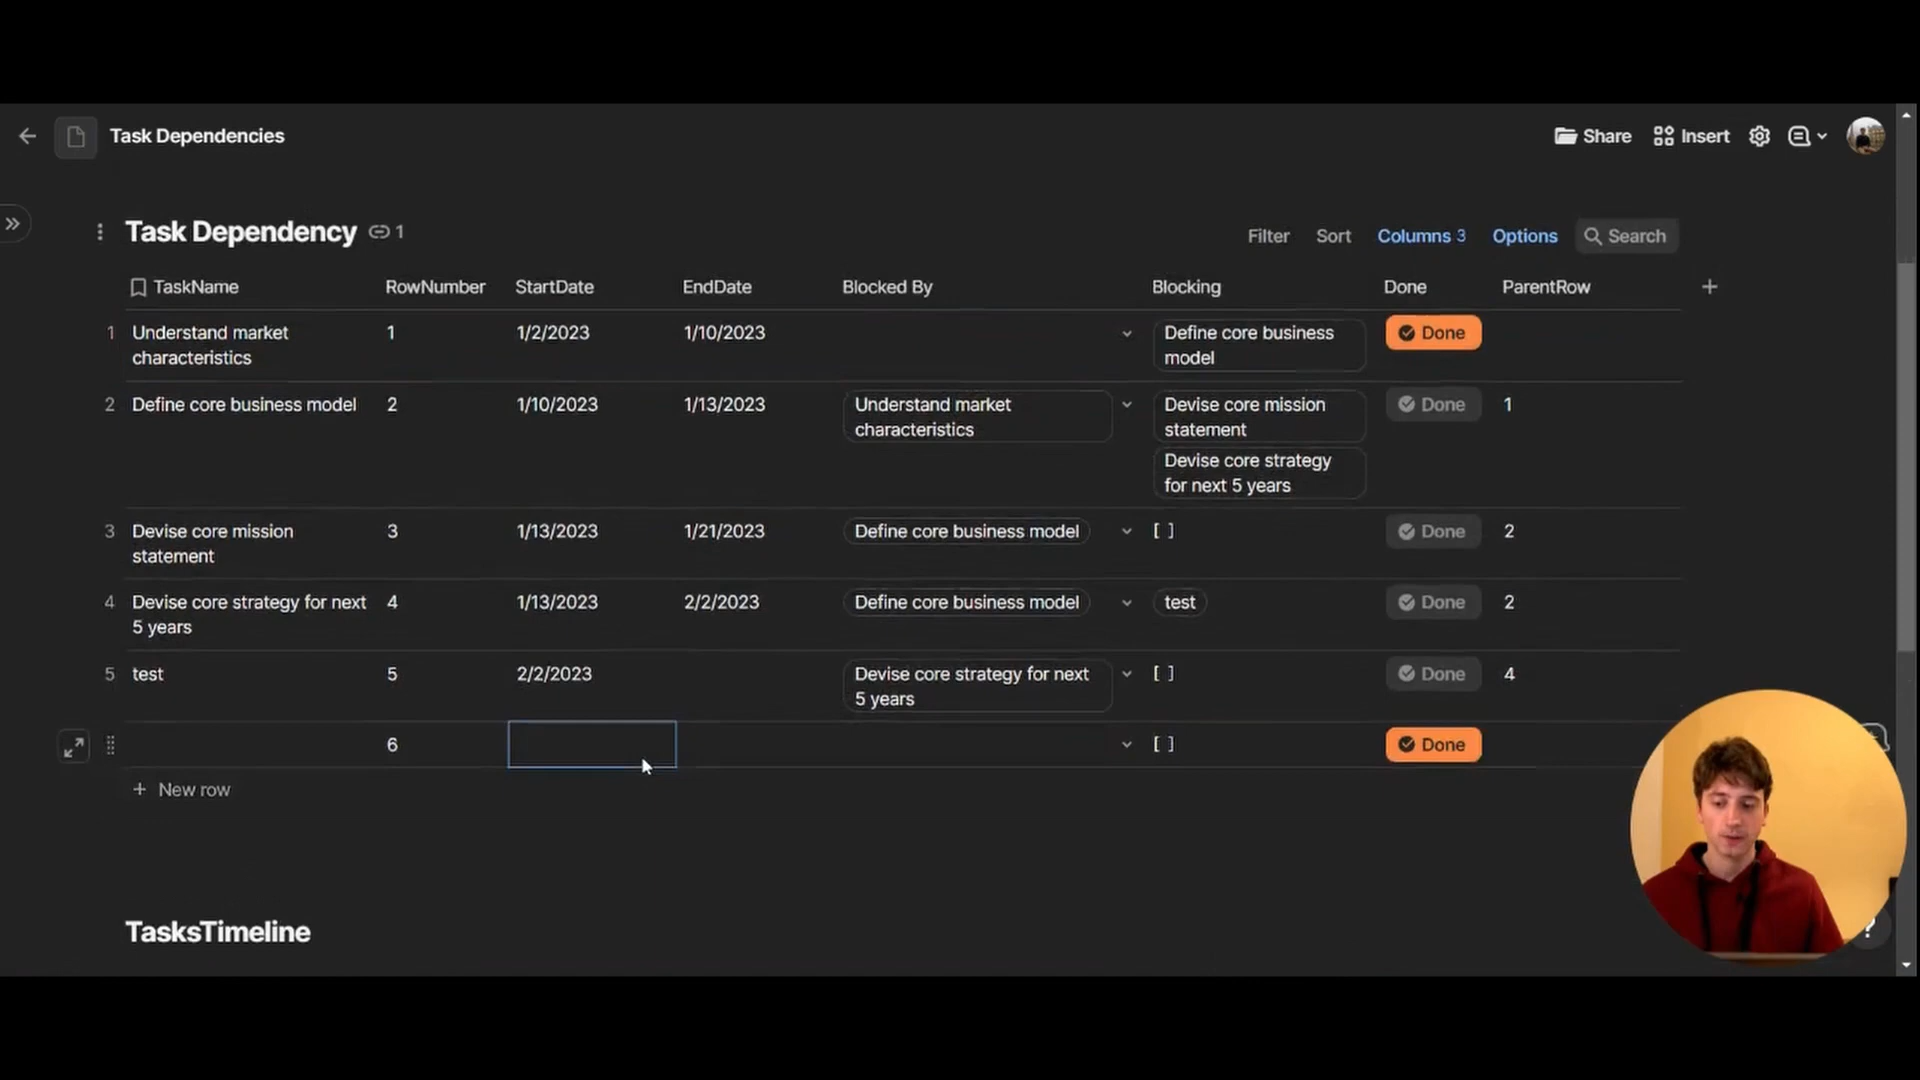 Task Dependencies
Share
Insert
Task Dependency 1
Filter
Sort
Columns 3
Options
Search
TaskName RowNumber StartDate EndDate Blocked By Blocking Done ParentRow
1 Understand market 1 1/2/2023 1/10/2023 Define core business Done
characteristics model
2 Define core business model 2 1/10/2023 1/13/2023 Understand market Devise core mission Done 1
characteristics statement
Devise core strategy
for next 5 years
3 Devise core mission 3 1/13/2023 1/21/2023 Define core business model [ ] Done 2
statement
4 Devise core strategy for next 4 1/13/2023 2/2/2023 Define core business model test Done 2
5 years
5 test 5 2/2/2023 Devise core strategy for next [ ] Done 4
5 years
6 [ ] Done
+ New row
TasksTimeline
?